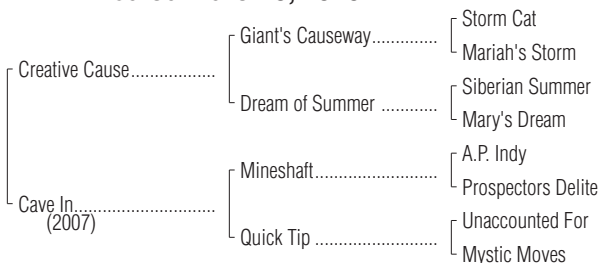 Storm Cat
Giant's Causeway..............
Mariah's Storm
Creative Cause..................
Siberian Summer
Dream of Summer ............
Mary's Dream
A.P. Indy
Mineshaft..........................
Prospectors Delite
Cave In..............................
(2007)
Unaccounted For
Quick Tip ..........................
Mystic Moves